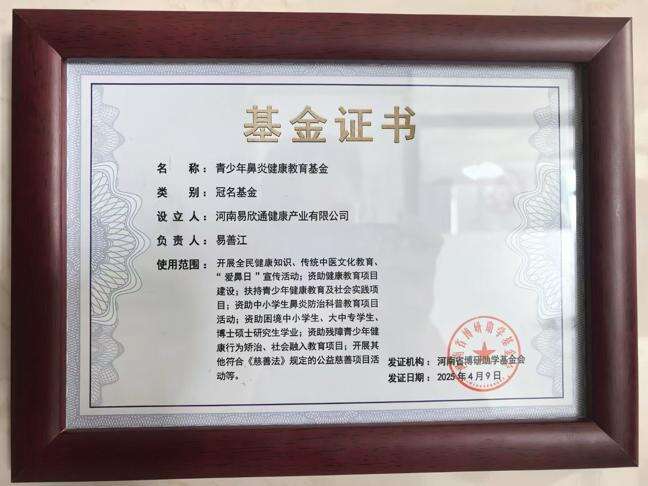 基金证书
名称：青少年鼻炎健康教育基金
类别：冠名基金
设立人：河南易欣通健康产业有限公司
负责人：易善江
使用范围：开展全民健康知识、传统中医文化教育、
“爱鼻日”宣传活动；资助健康教育项目
建设；扶持青少年健康教育及社会实践项
目；资助中小学生鼻炎防治科普教育项目
活动；资助困境中小学生、大中专学生、
博士硕士研究生学业；资助残障青少年健
康行为矫治、社会融入教育项目；开展其
他符合《慈善法》规定的公益慈善项目活
动等。
发证机构：河南省博研助学基金会
发证日期：2025年4月9日
河南省博研助学基金会